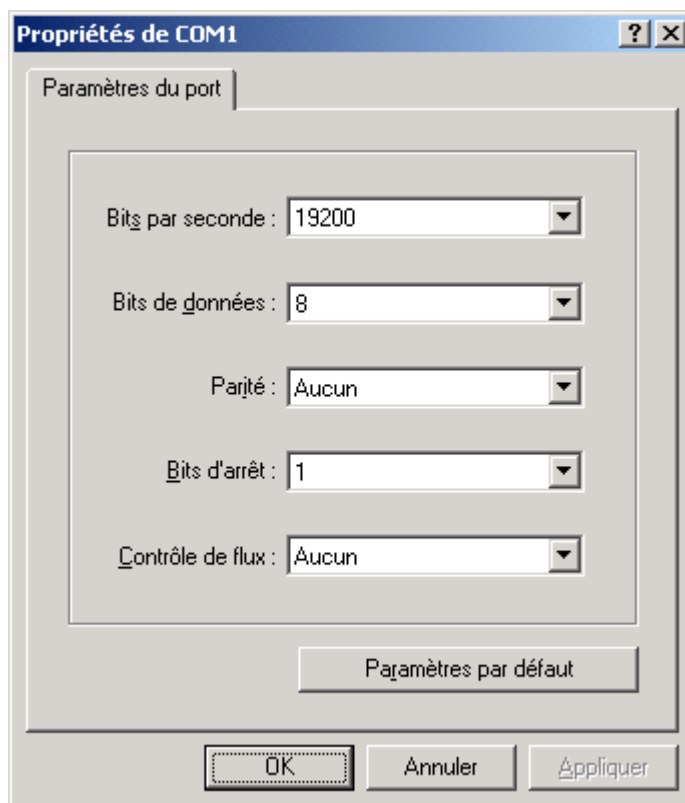 Propriétés de COM1
Paramètres du port
Bits par seconde : 19200
Bits de données : 8
Parité : Aucun
Bits d'arrêt : 1
Contrôle de flux : Aucun
Paramètres par défaut
OK Annuler Appliquer